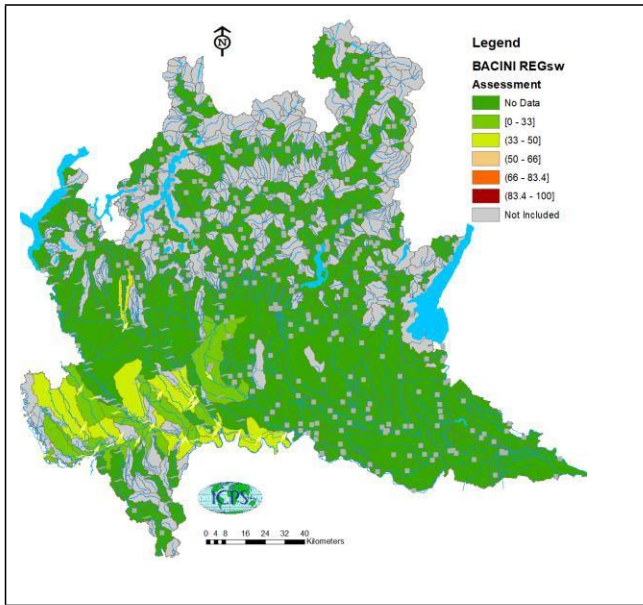 N
Legend
BACINI REGsw
Assessment
No Data
[0 - 33]
(33 - 50]
(50 - 66]
(66 - 83.4]
(83.4 - 100]
Not Included
ICPS
0 4 8 16 24 32 40
Kilometers